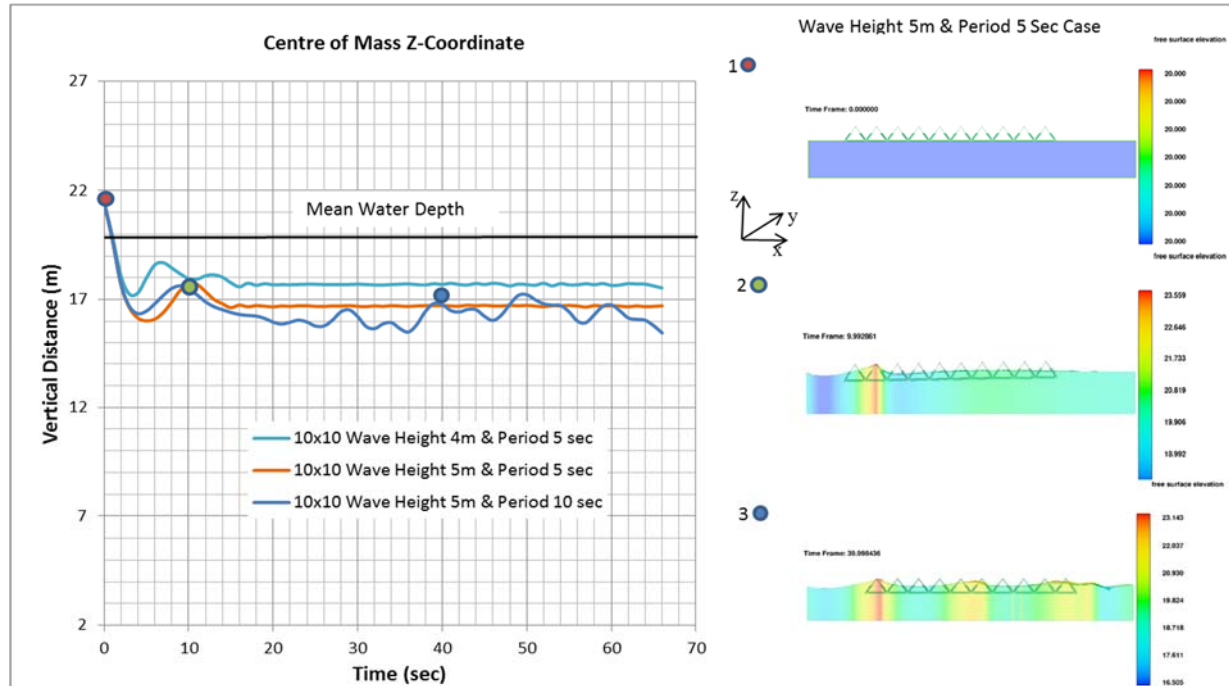 Centre of Mass Z-Coordinate
27
22
17
12
7
2
Vertical Distance (m)
Mean Water Depth
10x10 Wave Height 4m & Period 5 sec
10x10 Wave Height 5m & Period 5 sec
10x10 Wave Height 5m & Period 10 sec
0 10 20 30 40 50 60 70
Time (sec)
Wave Height 5m & Period 5 Sec Case
1
free surface elevation
Time Frame: 0.000000
20.000
20.000
20.000
20.000
20.000
20.000
20.000
z
y
x
2
free surface elevation
Time Frame: 9.992861
23.559
22.646
21.733
20.819
19.906
18.992
3
free surface elevation
23.143
22.037
20.930
19.824
18.718
17.611
16.505